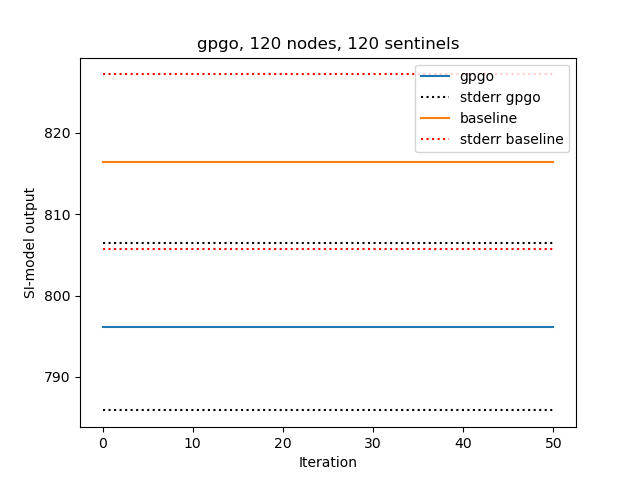 gpgo, 120 nodes, 120 sentinels
gpgo
stderr gpgo
baseline
stderr baseline
SI-model output
820
810
800
790
0 10 20 30 40 50
Iteration